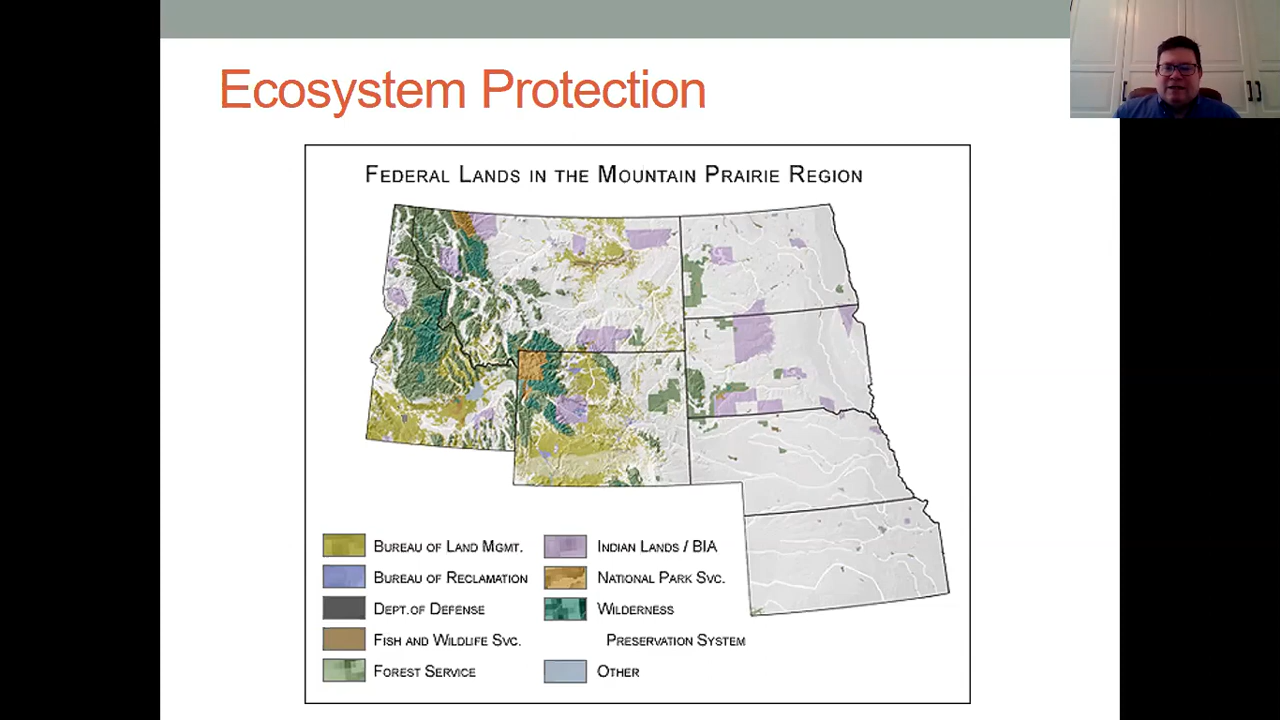 Ecosystem Protection
FEDERAL LANDS IN THE MOUNTAIN PRAIRIE REGION
BUREAU OF LAND MGMT.
BUREAU OF RECLAMATION
DEPT. OF DEFENSE
FISH AND WILDLIFE SVC.
FOREST SERVICE
INDIAN LANDS / BIA
NATIONAL PARK SVC.
WILDERNESS
PRESERVATION SYSTEM
OTHER